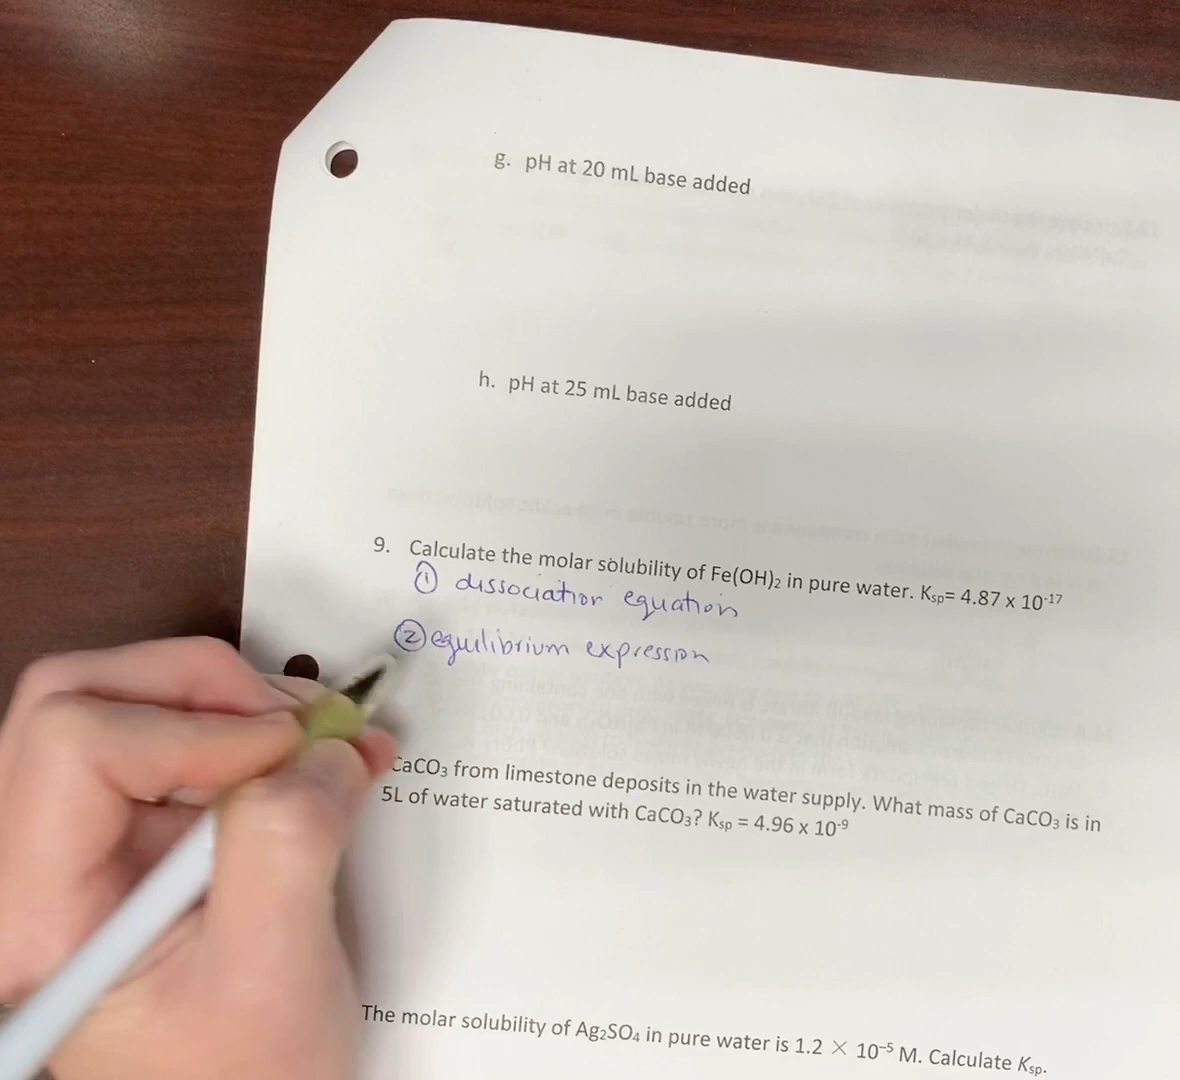 g. pH at 20 mL base added
h. pH at 25 mL base added
9. Calculate the molar solubility of Fe(OH)₂ in pure water. Ksp= 4.87 x 10⁻¹⁷
① dissociation equation
② equilibrium expression
CaCO₃ from limestone deposits in the water supply. What mass of CaCO₃ is in
5L of water saturated with CaCO₃? Ksp = 4.96 x 10⁻⁹
The molar solubility of Ag₂SO₄ in pure water is 1.2 × 10⁻⁵ M. Calculate Ksp.